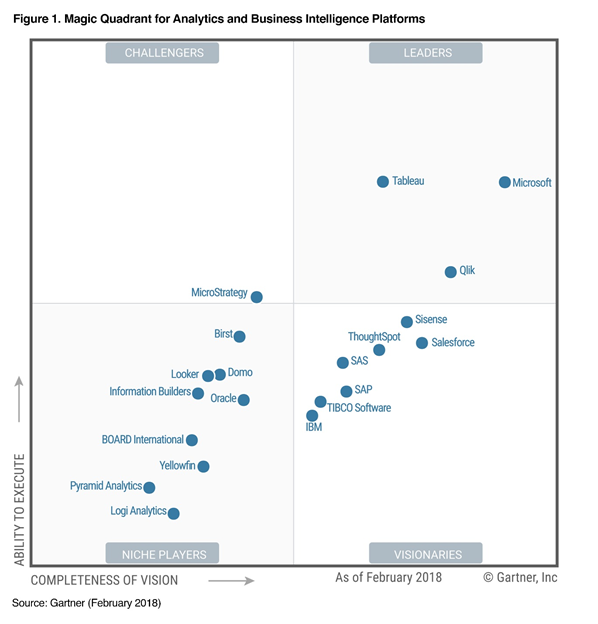 Figure 1. Magic Quadrant for Analytics and Business Intelligence Platforms
CHALLENGERS
LEADERS
Tableau
Microsoft
Qlik
MicroStrategy
Birst
Sisense
ThoughtSpot
Salesforce
SAS
Looker
Domo
Information Builders
Oracle
SAP
TIBCO Software
IBM
BOARD International
Yellowfin
Pyramid Analytics
Logi Analytics
ABILITY TO EXECUTE
NICHE PLAYERS
VISIONARIES
COMPLETENESS OF VISION
As of February 2018
© Gartner, Inc
Source: Gartner (February 2018)